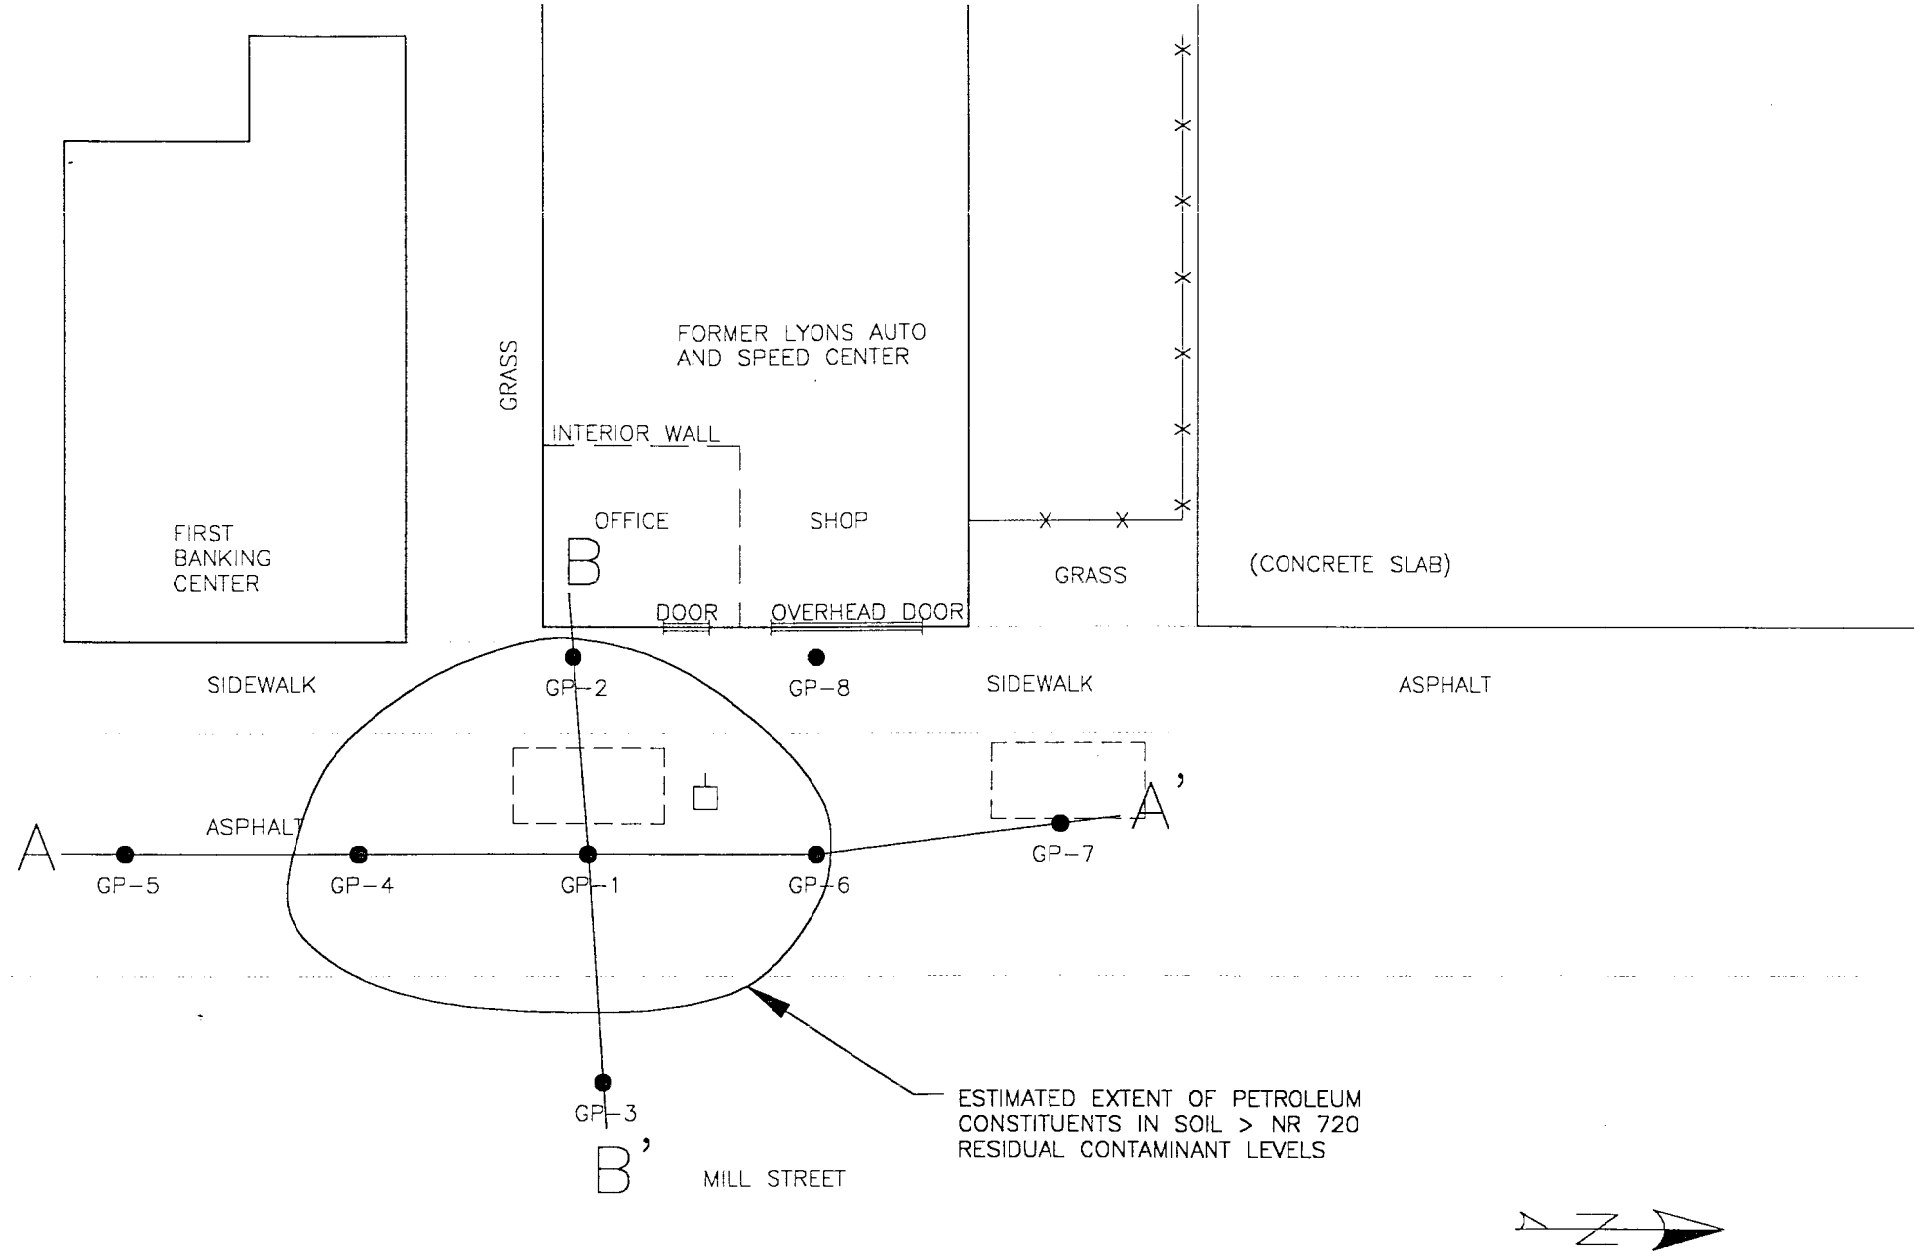 FORMER LYONS AUTO
AND SPEED CENTER
GRASS
INTERIOR WALL
OFFICE
SHOP
FIRST
BANKING
CENTER
B
GRASS
(CONCRETE SLAB)
DOOR
OVERHEAD DOOR
SIDEWALK
GP-2
GP-8
SIDEWALK
ASPHALT
A'
ASPHALT
A
GP-5
GP-4
GP-1
GP-6
GP-7
GP-3
B'
MILL STREET
ESTIMATED EXTENT OF PETROLEUM
CONSTITUENTS IN SOIL > NR 720
RESIDUAL CONTAMINANT LEVELS
N